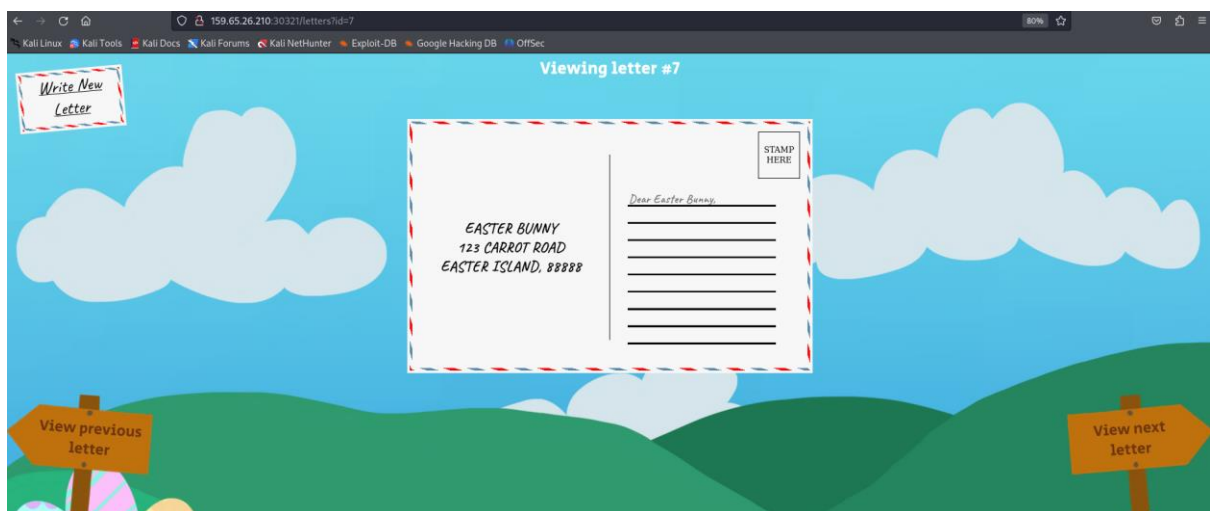 159.65.26.210:30321/letters?id=7
80%
Kali Linux Kali Tools Kali Docs Kali Forums Kali NetHunter Exploit-DB Google Hacking DB OffSec
Viewing letter #7
Write New
Letter
STAMP
HERE
Dear Easter Bunny,
EASTER BUNNY
123 CARROT ROAD
EASTER ISLAND, 88888
View previous
letter
View next
letter